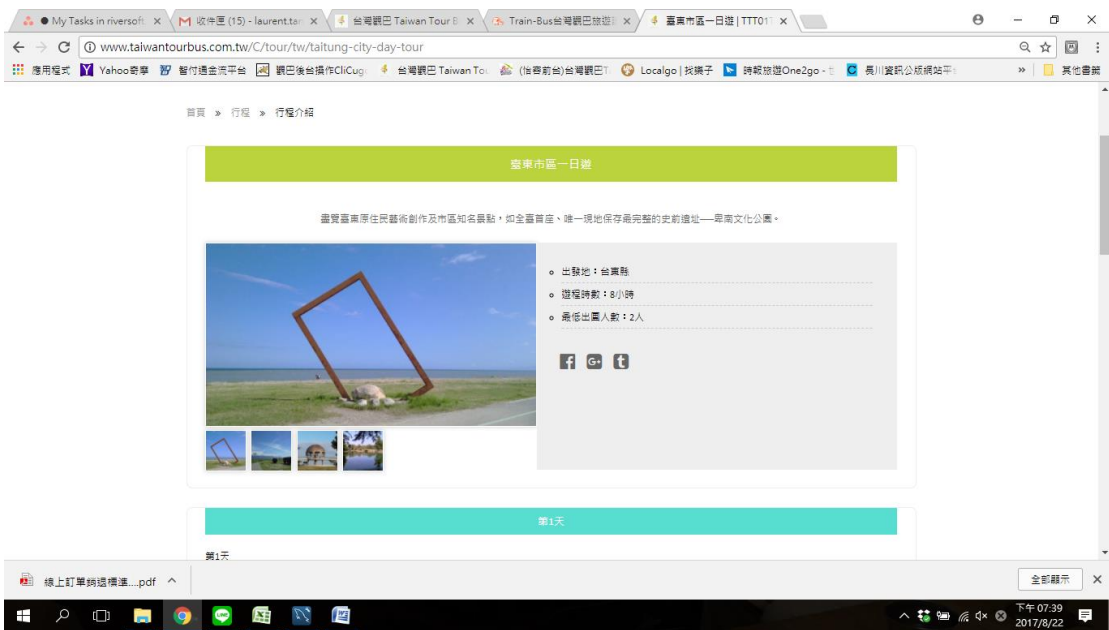 ● My Tasks in riversoft
收件匣 (15) - laurent.tan
台灣觀巴 Taiwan Tour B
Train-Bus台灣觀巴旅遊
臺東市區一日遊 | TTT01
www.taiwantourbus.com.tw/C/tour/tw/taitung-city-day-tour
應用程式
Yahoo奇摩
智付通金流平台
觀巴後台操作CliCug
台灣觀巴 Taiwan To
(怡容前台)台灣觀巴
Localgo | 找樂子
時報旅遊One2go -
長川資訊公版網站平
»
其他書籤
首頁 » 行程 » 行程介紹
臺東市區一日遊
盡覽臺東原住民藝術創作及市區知名景點，如全臺首座、唯一現地保存最完整的史前遺址──卑南文化公園。
出發地：台東縣
遊程時數：8小時
最低出團人數：2人
第1天
第1天
線上訂單銷退標準....pdf
全部顯示
下午 07:39
2017/8/22